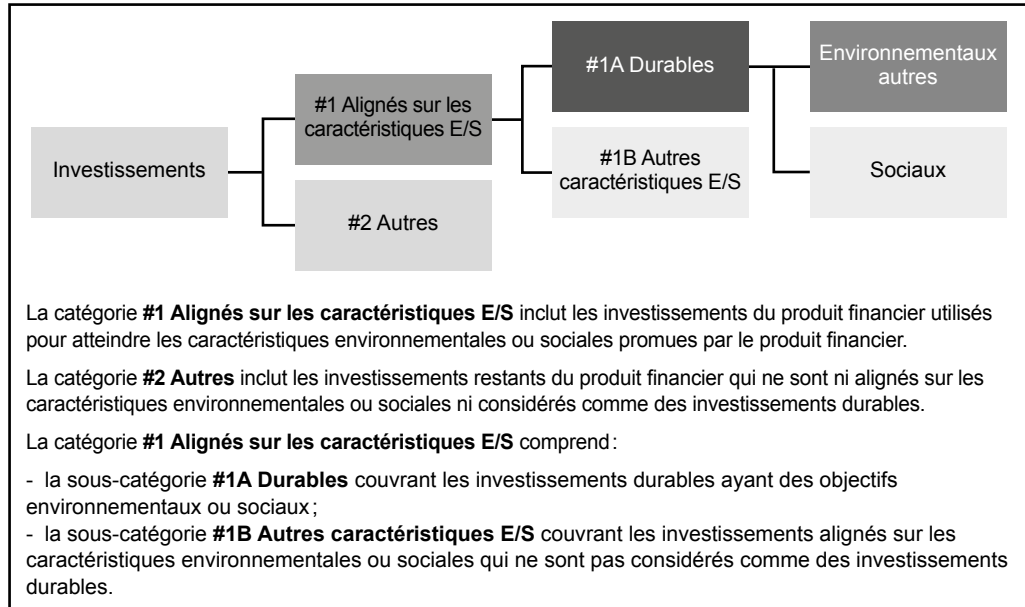 #1A Durables
Environnementaux
autres
#1 Alignés sur les
caractéristiques E/S
Investissements
#1B Autres
caractéristiques E/S
Sociaux
#2 Autres
La catégorie #1 Alignés sur les caractéristiques E/S inclut les investissements du produit financier utilisés
pour atteindre les caractéristiques environnementales ou sociales promues par le produit financier.
La catégorie #2 Autres inclut les investissements restants du produit financier qui ne sont ni alignés sur les
caractéristiques environnementales ou sociales ni considérés comme des investissements durables.
La catégorie #1 Alignés sur les caractéristiques E/S comprend :
- la sous-catégorie #1A Durables couvrant les investissements durables ayant des objectifs
environnementaux ou sociaux ;
- la sous-catégorie #1B Autres caractéristiques E/S couvrant les investissements alignés sur les
caractéristiques environnementales ou sociales qui ne sont pas considérés comme des investissements
durables.